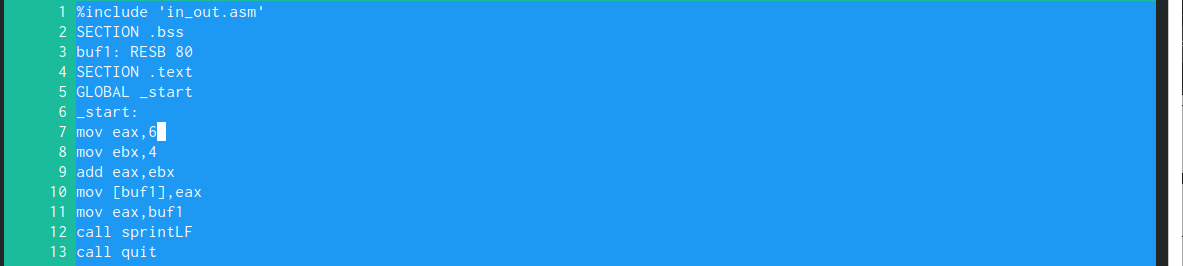 1 %include 'in_out.asm'
2 SECTION .bss
3 buf1: RESB 80
4 SECTION .text
5 GLOBAL _start
6 _start:
7 mov eax,6
8 mov ebx,4
9 add eax,ebx
10 mov [buf1],eax
11 mov eax,buf1
12 call sprintLF
13 call quit